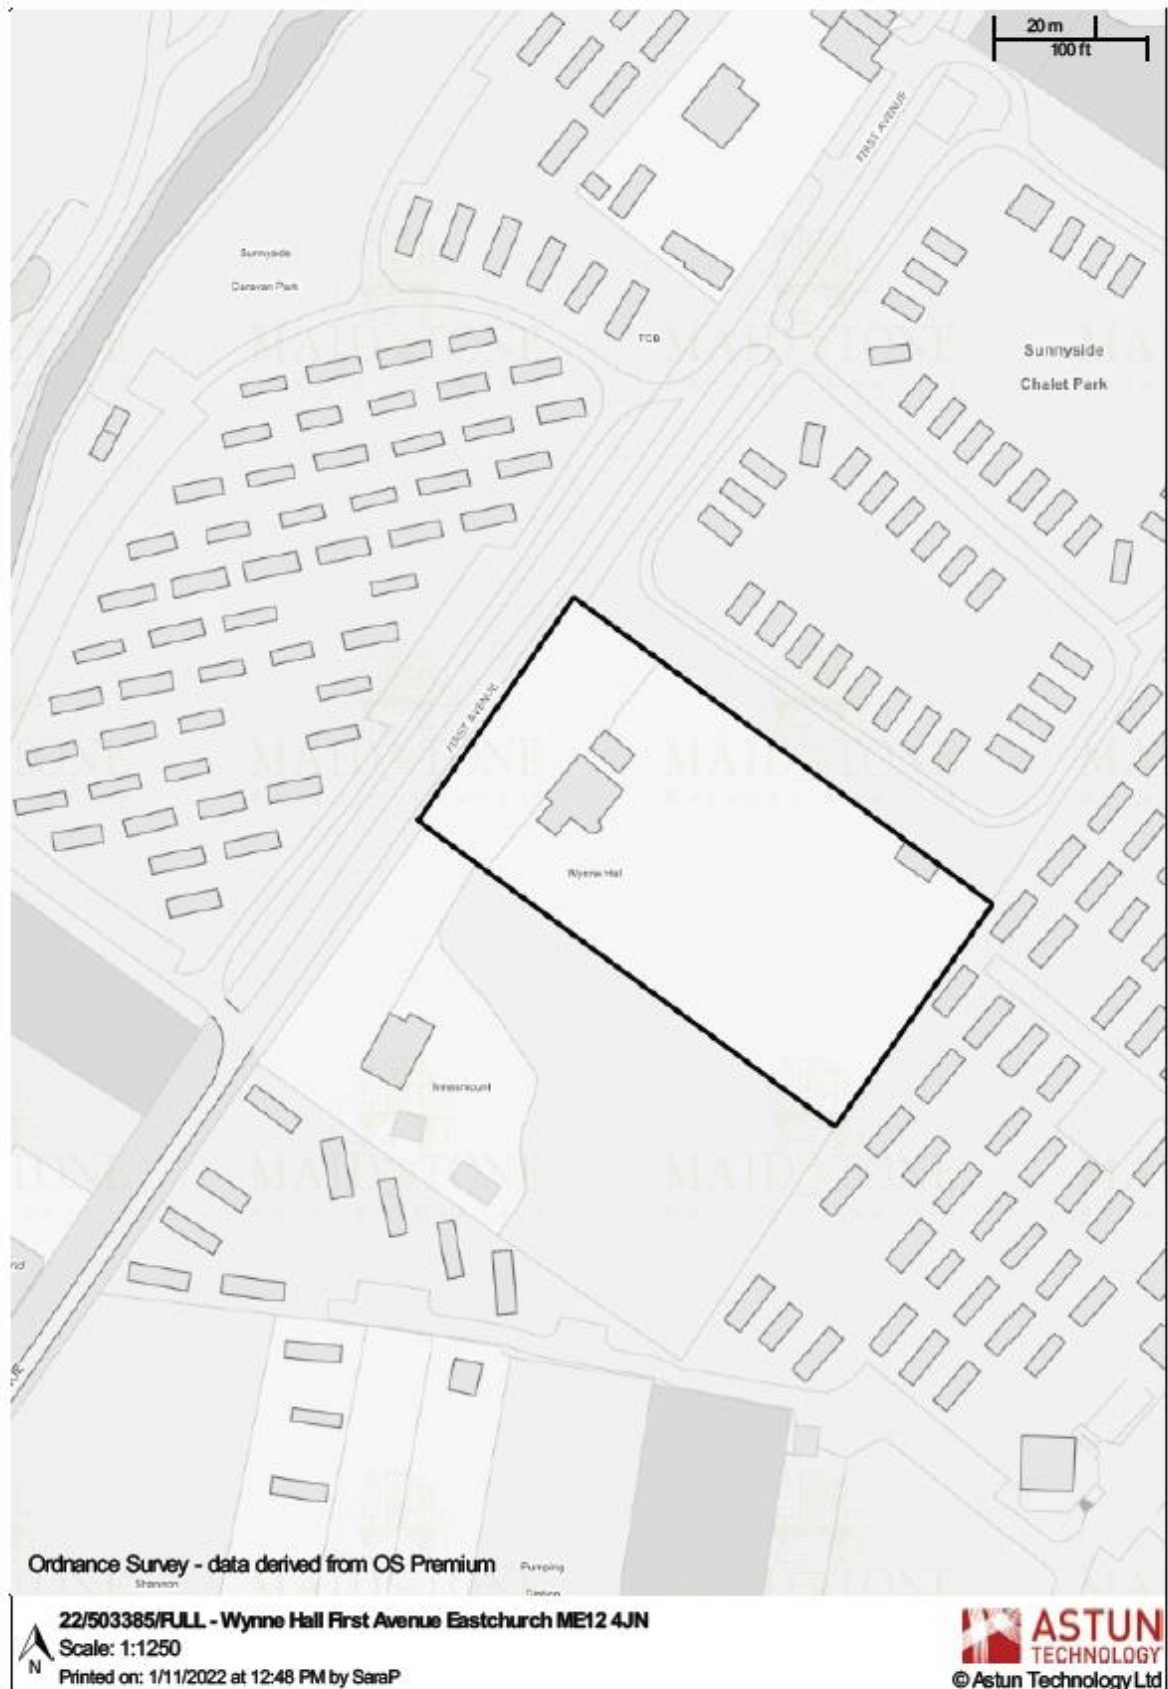 20 m
100 ft
FIRST AVENUE
Sunnyside
Caravan Park
TCB
Sunnyside
Chalet Park
FIRST AVENUE
MAIDSTONE
Wynne Hall
Innesmount
Ordnance Survey - data derived from OS Premium
Pumping
Station
Shannon
22/503385/FULL - Wynne Hall First Avenue Eastchurch ME12 4JN
Scale: 1:1250
N
Printed on: 1/11/2022 at 12:48 PM by SaraP
ASTUN
TECHNOLOGY
© Astun Technology Ltd